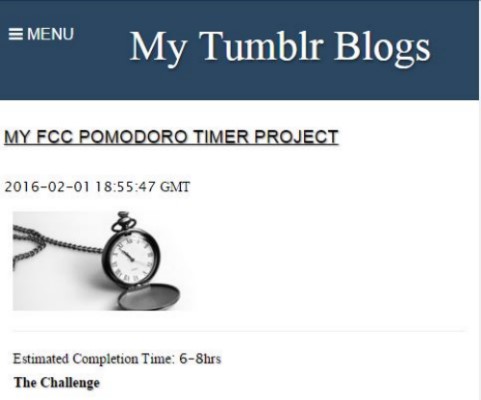 MENU
My Tumblr Blogs
MY FCC POMODORO TIMER PROJECT
2016-02-01 18:55:47 GMT
Estimated Completion Time: 6-8hrs
The Challenge